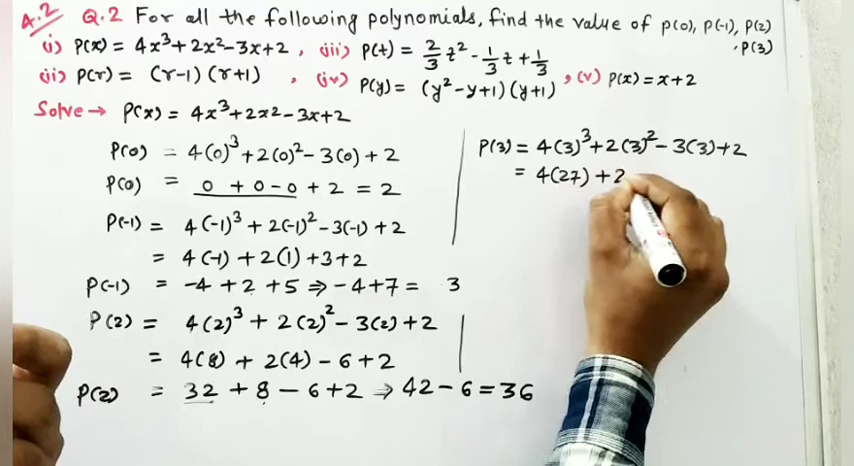 4.2 Q.2 For all the following polynomials, find the value of p(0), P(-1), P(2), P(3)
(i) P(x) = 4x³+2x²-3x+2 , (iii) P(t) = 2/3 t² - 1/3 t + 1/3
(ii) P(r) = (r-1) (r+1) , (iv) P(y) = (y²-y+1)(y+1) , (v) P(x) = x+2
Solve → P(x) = 4x³+2x²-3x+2
P(0) = 4(0)³+2(0)²-3(0)+2
P(0) = 0 + 0 - 0 + 2 = 2
P(-1) = 4(-1)³ + 2(-1)² - 3(-1) + 2
= 4(-1) + 2(1) + 3 + 2
P(-1) = -4 + 2 + 5 ⇒ -4+7 = 3
P(2) = 4(2)³ + 2(2)² - 3(2) + 2
= 4(8) + 2(4) - 6 + 2
P(2) = 32 + 8 - 6 + 2 ⇒ 42 - 6 = 36
P(3) = 4(3)³+2(3)²-3(3)+2
= 4(27) + 2